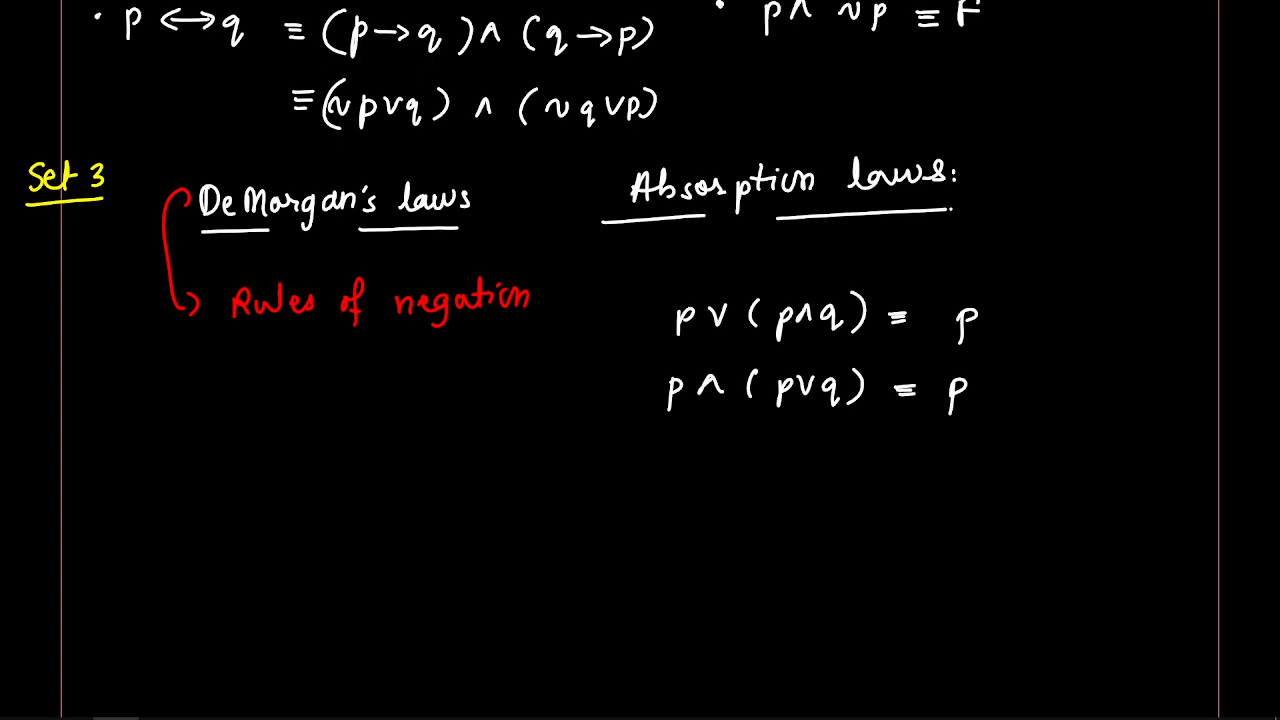 · p ↔ q ≡ (p → q) ∧ (q → p)
· p ∧ ~p ≡ F
≡ (~p ∨ q) ∧ (~q ∨ p)
Set 3
De Morgan's laws
Rules of negation
Absorption laws:
p ∨ (p ∧ q) ≡ p
p ∧ (p ∨ q) ≡ p